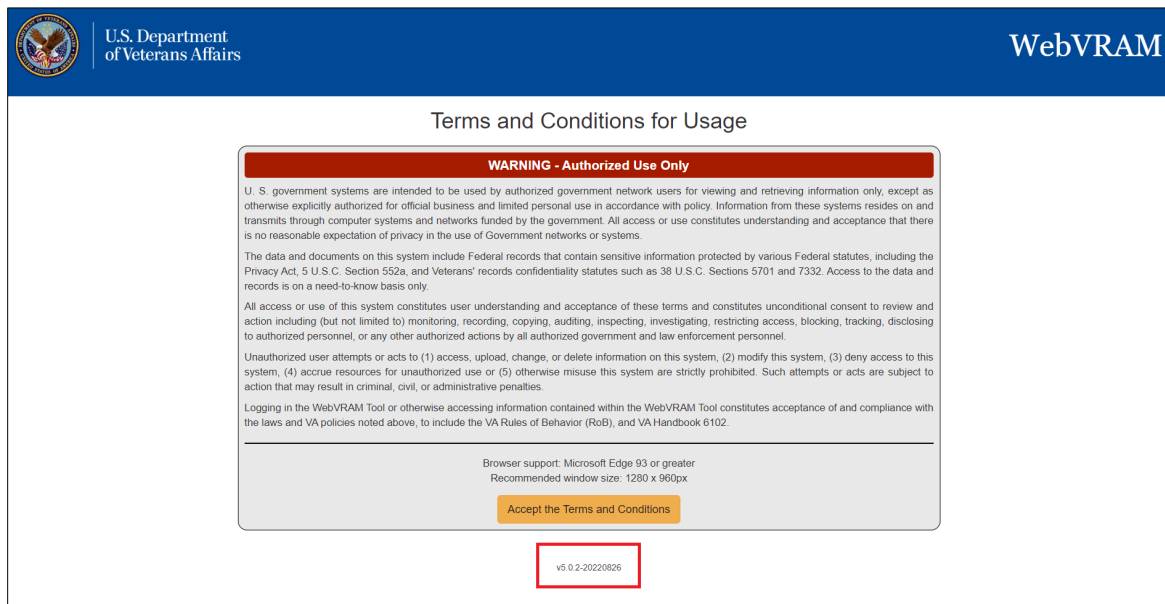 U.S. Department
of Veterans Affairs
WebVRAM
Terms and Conditions for Usage
WARNING - Authorized Use Only
U. S. government systems are intended to be used by authorized government network users for viewing and retrieving information only, except as
otherwise explicitly authorized for official business and limited personal use in accordance with policy. Information from these systems resides on and
transmits through computer systems and networks funded by the government. All access or use constitutes understanding and acceptance that there
is no reasonable expectation of privacy in the use of Government networks or systems.
The data and documents on this system include Federal records that contain sensitive information protected by various Federal statutes, including the
Privacy Act, 5 U.S.C. Section 552a, and Veterans' records confidentiality statutes such as 38 U.S.C. Sections 5701 and 7332. Access to the data and
records is on a need-to-know basis only.
All access or use of this system constitutes user understanding and acceptance of these terms and constitutes unconditional consent to review and
action including (but not limited to) monitoring, recording, copying, auditing, inspecting, investigating, restricting access, blocking, tracking, disclosing
to authorized personnel, or any other authorized actions by all authorized government and law enforcement personnel.
Unauthorized user attempts or acts to (1) access, upload, change, or delete information on this system, (2) modify this system, (3) deny access to this
system, (4) accrue resources for unauthorized use or (5) otherwise misuse this system are strictly prohibited. Such attempts or acts are subject to
action that may result in criminal, civil, or administrative penalties.
Logging in the WebVRAM Tool or otherwise accessing information contained within the WebVRAM Tool constitutes acceptance of and compliance with
the laws and VA policies noted above, to include the VA Rules of Behavior (RoB), and VA Handbook 6102.
Browser support: Microsoft Edge 93 or greater
Recommended window size: 1280 x 960px
Accept the Terms and Conditions
v5.0.2-20220826